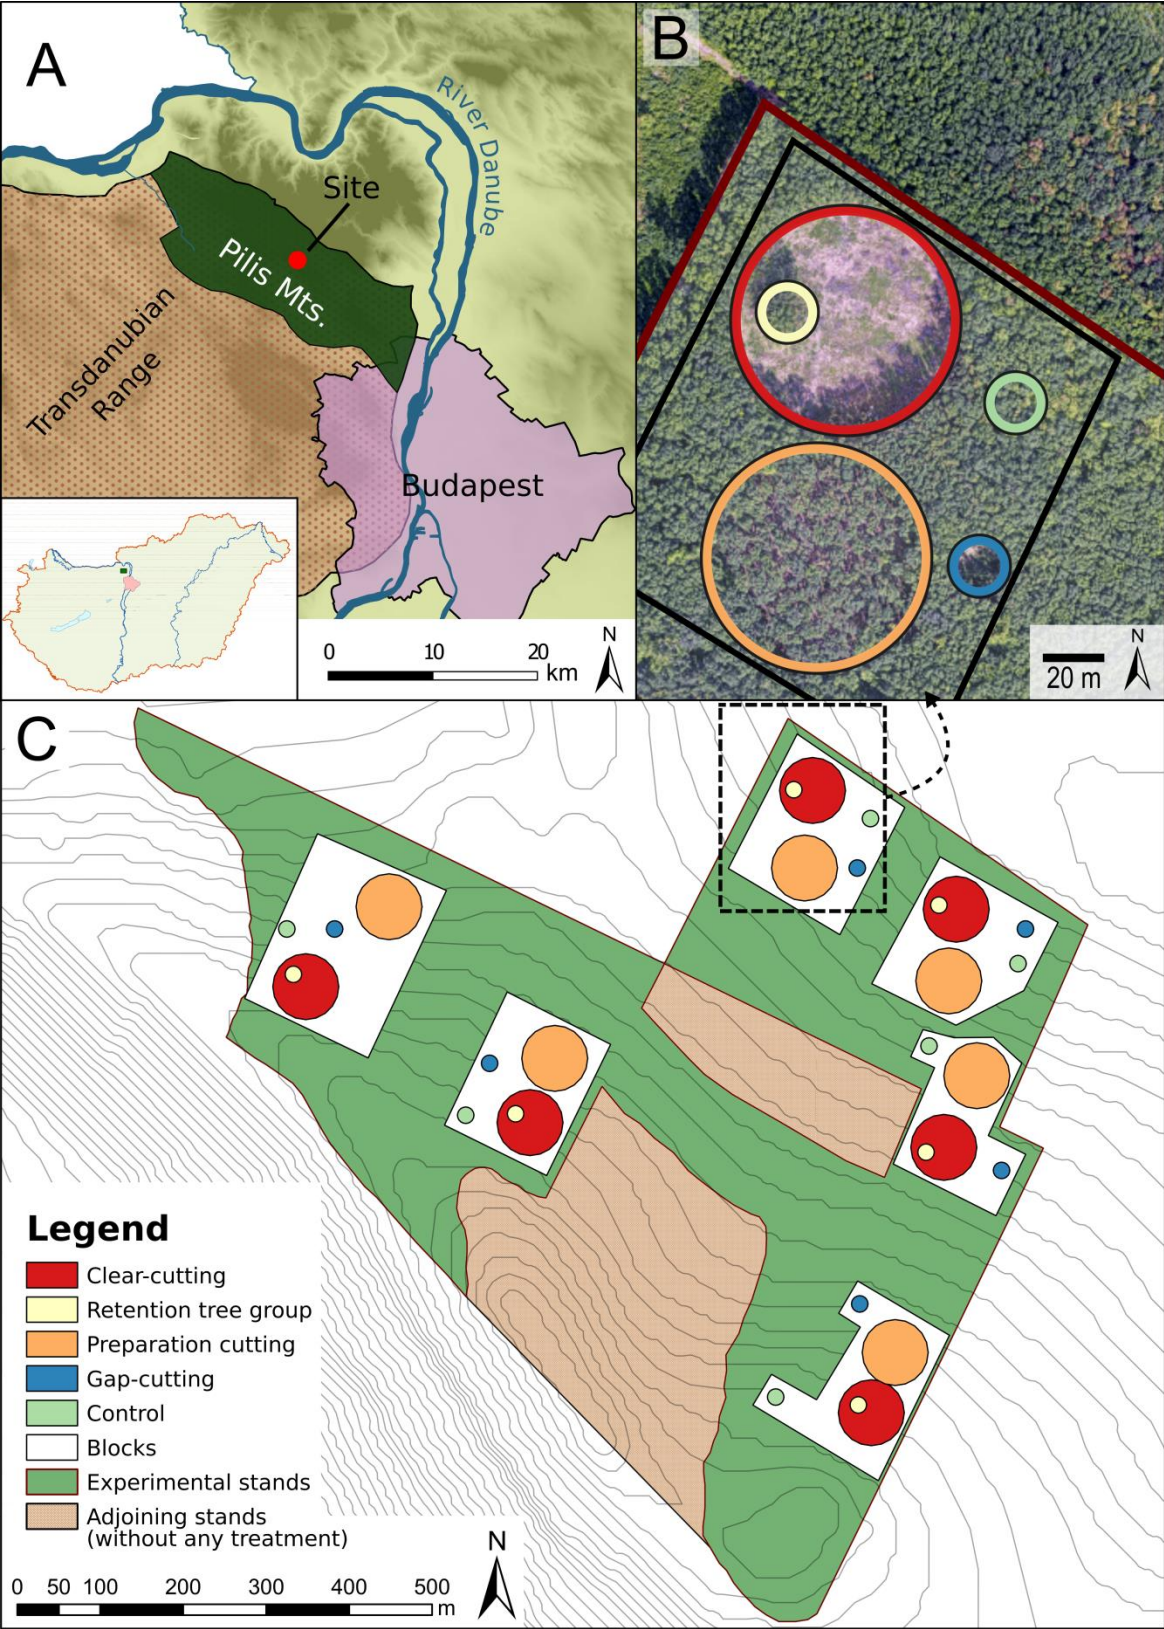 A
River Danube
Site
Pilis Mts.
Transdanubian
Range
Budapest
0 10 20
km
N
B
20 m
N
C
Legend
Clear-cutting
Retention tree group
Preparation cutting
Gap-cutting
Control
Blocks
Experimental stands
Adjoining stands
(without any treatment)
0 50 100 200 300 400 500
m
N